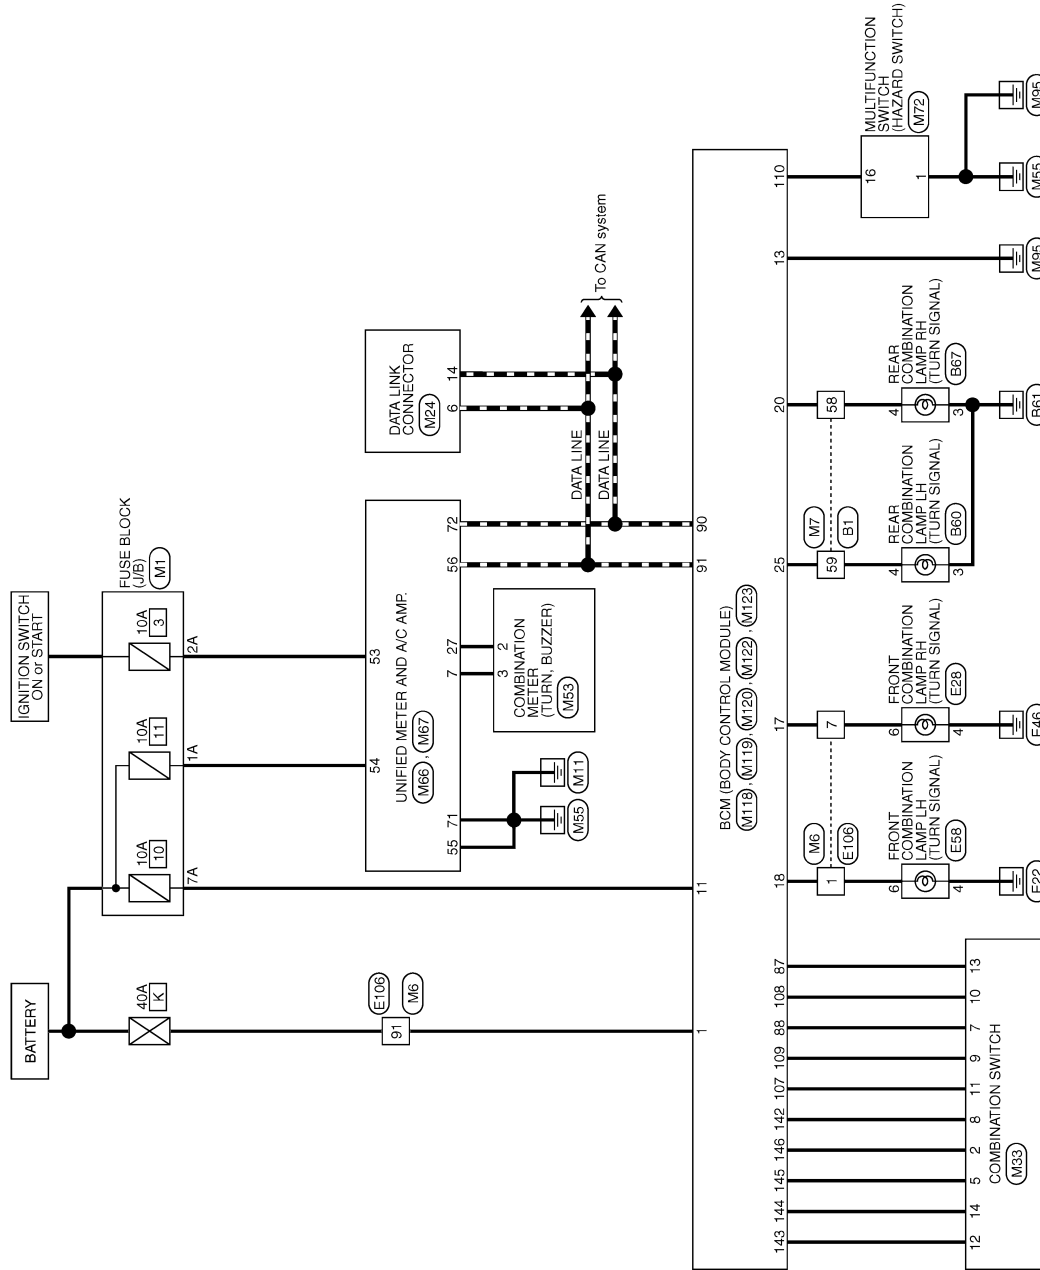 BATTERY
40A
K
E106
M6
91
1
IGNITION SWITCH
ON or START
FUSE BLOCK
(J/B)
M1
10A
10
7A
10A
11
1A
10A
3
2A
11
54
53
UNIFIED METER AND A/C AMP.
M66 , M67
55
71
7
27
56
72
M55
M11
3
2
COMBINATION
METER
(TURN, BUZZER)
M53
DATA LINK
CONNECTOR
M24
6
14
DATA LINE
DATA LINE
To CAN system
91
90
BCM (BODY CONTROL MODULE)
M118 , M119 , M120 , M122 , M123
143
144
145
146
142
107
109
88
108
87
18
17
25
20
13
110
12
14
5
2
8
11
9
7
10
13
COMBINATION SWITCH
M33
M6
E106
1
7
M7
B1
59
58
6
FRONT
COMBINATION
LAMP LH
(TURN SIGNAL)
E58
4
E22
6
FRONT
COMBINATION
LAMP RH
(TURN SIGNAL)
E28
4
E46
4
REAR
COMBINATION
LAMP LH
(TURN SIGNAL)
B60
3
4
REAR
COMBINATION
LAMP RH
(TURN SIGNAL)
B67
3
B61
M95
16
1
MULTIFUNCTION
SWITCH
(HAZARD SWITCH)
M72
M55
M95